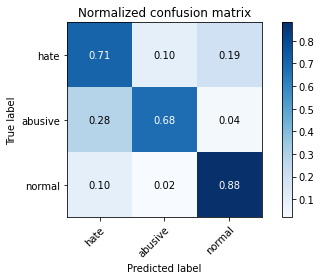 Normalized confusion matrix
True label
hate
0.71 0.10 0.19
abusive
0.28 0.68 0.04
normal
0.10 0.02 0.88
hate
abusive
normal
Predicted label
0.8
0.7
0.6
0.5
0.4
0.3
0.2
0.1